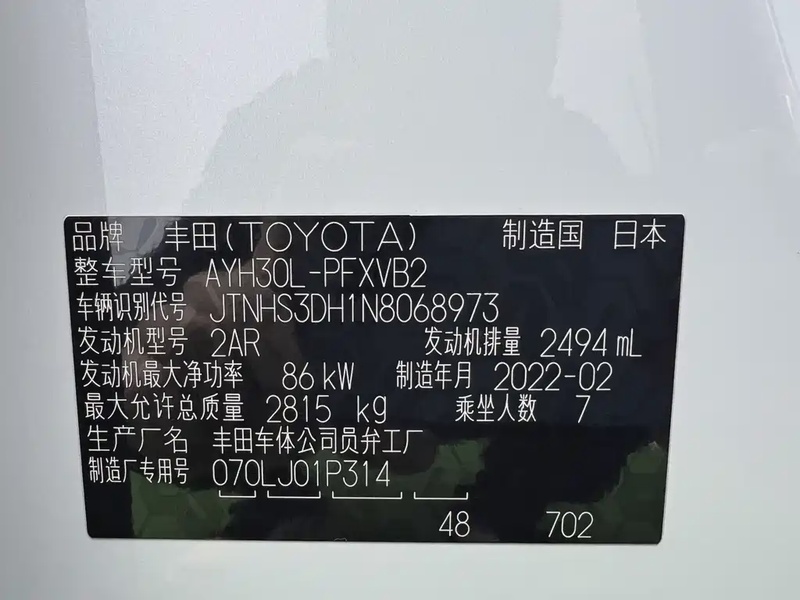 品牌 丰田(TOYOTA) 制造国 日本
整车型号 AYH30L-PFXVB2
车辆识别代号 JTNHS3DH1N8068973
发动机型号 2AR 发动机排量 2494 mL
发动机最大净功率 86 kW 制造年月 2022-02
最大允许总质量 2815 kg 乘坐人数 7
生产厂名 丰田车体公司员弁工厂
制造厂专用号 070LJ01P314
48 702